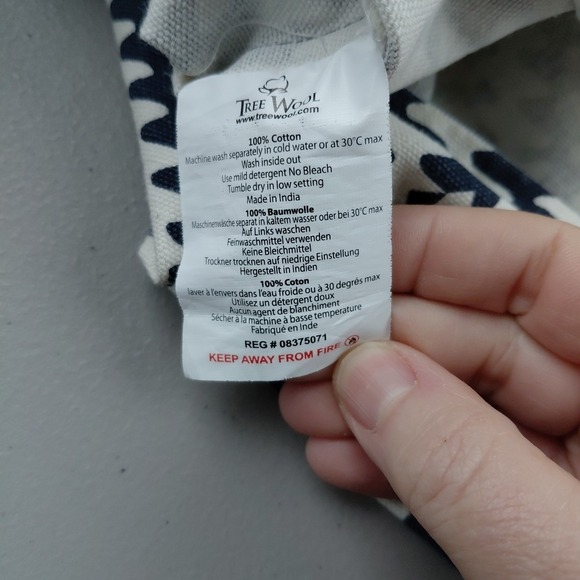 TREE WOOL
www.treewool.com
100% Cotton
Machine wash separately in cold water or at 30°C max
Wash inside out
Use mild detergent No Bleach
Tumble dry in low setting
Made in India
100% Baumwolle
Maschinenwäsche separat in kaltem wasser oder bei 30°C max
Auf Links waschen
Feinwaschmittel verwenden
Keine Bleichmittel
Trockner trocknen auf niedrige Einstellung
Hergestellt in Indien
100% Coton
laver à l'envers dans l'eau froide ou à 30 degrés max
Utilisez un détergent doux
Aucun agent de blanchiment
Sécher à la machine à basse temperature
Fabriqué en Inde
REG # 08375071
KEEP AWAY FROM FIRE